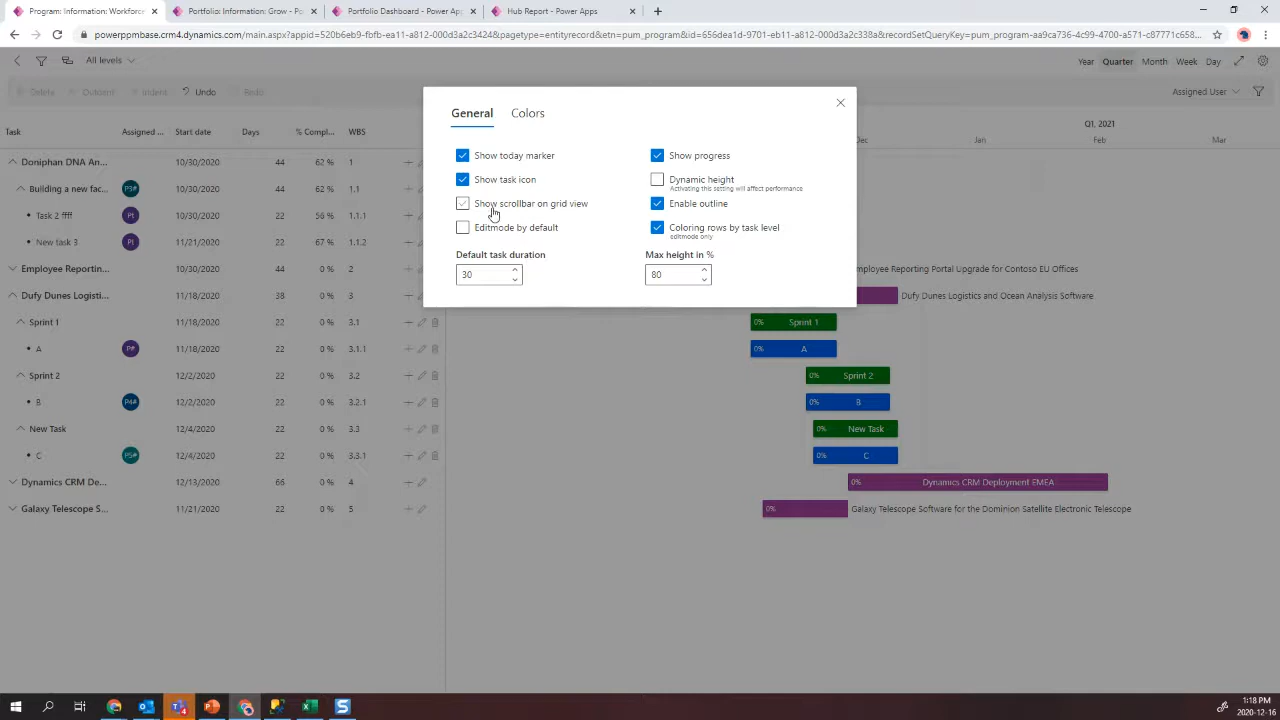 Program: Information: Workforc
Portfolio: Information: Grow - Po
Portfolio Dashboard - Power Ap
Hub Report - Power Apps
powerppmbase.crm4.dynamics.com/main.aspx?appid=520b6eb9-fbfb-ea11-a812-000d3a2c3424&pagetype=entityrecord&etn=pum_program&id=656dea1d-9701-eb11-a812-000d3a2c338a&recordSetQueryKey=pum_program-aa9ca736-4c99-4700-a571-c87771c658...
All levels
Year Quarter Month Week Day
Delete Outdent Indent Undo Redo
Assigned User
Task Assigned ... Start date Days % Compl... WBS
Q1, 2021
Dec Jan Feb Mar
General Colors
Show today marker
Show progress
Show task icon
Dynamic height
Activating this setting will affect performance
Show scrollbar on grid view
Enable outline
Editmode by default
Coloring rows by task level
editmode only
Default task duration
Max height in %
30
80
Doniphan DNA An... 10/30/2020 44 62 % 1
Building a new fac... P3# 10/30/2020 44 62 % 1.1
Task 2 ffff PI 10/30/2020 22 56 % 1.1.1
New task 3 PI 11/21/2020 22 67 % 1.1.2
Employee Reportin... 10/30/2020 44 0 % 2
mployee Reporting Portal Upgrade for Contoso EU Offices
Dufy Dunes Logisti... 11/18/2020 38 0 % 3
Dufy Dunes Logistics and Ocean Analysis Software
Sprint 1 11/18/2020 22 0 % 3.1
0% Sprint 1
A P# 11/18/2020 22 0 % 3.1.1
0% A
Sprint 2 12/2/2020 22 0 % 3.2
0% Sprint 2
B P4# 12/2/2020 22 0 % 3.2.1
0% B
New Task 12/4/2020 22 0 % 3.3
0% New Task
C P5# 12/4/2020 22 0 % 3.3.1
0% C
Dynamics CRM De... 12/13/2020 66 0 % 4
0% Dynamics CRM Deployment EMEA
Galaxy Telescope S... 11/21/2020 22 0 % 5
0% Galaxy Telescope Software for the Dominion Satellite Electronic Telescope
1:18 PM
2020-12-16